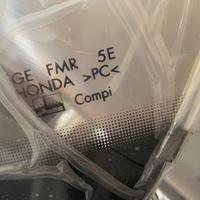 GE FMR 5E
HONDA >PC<
Compi